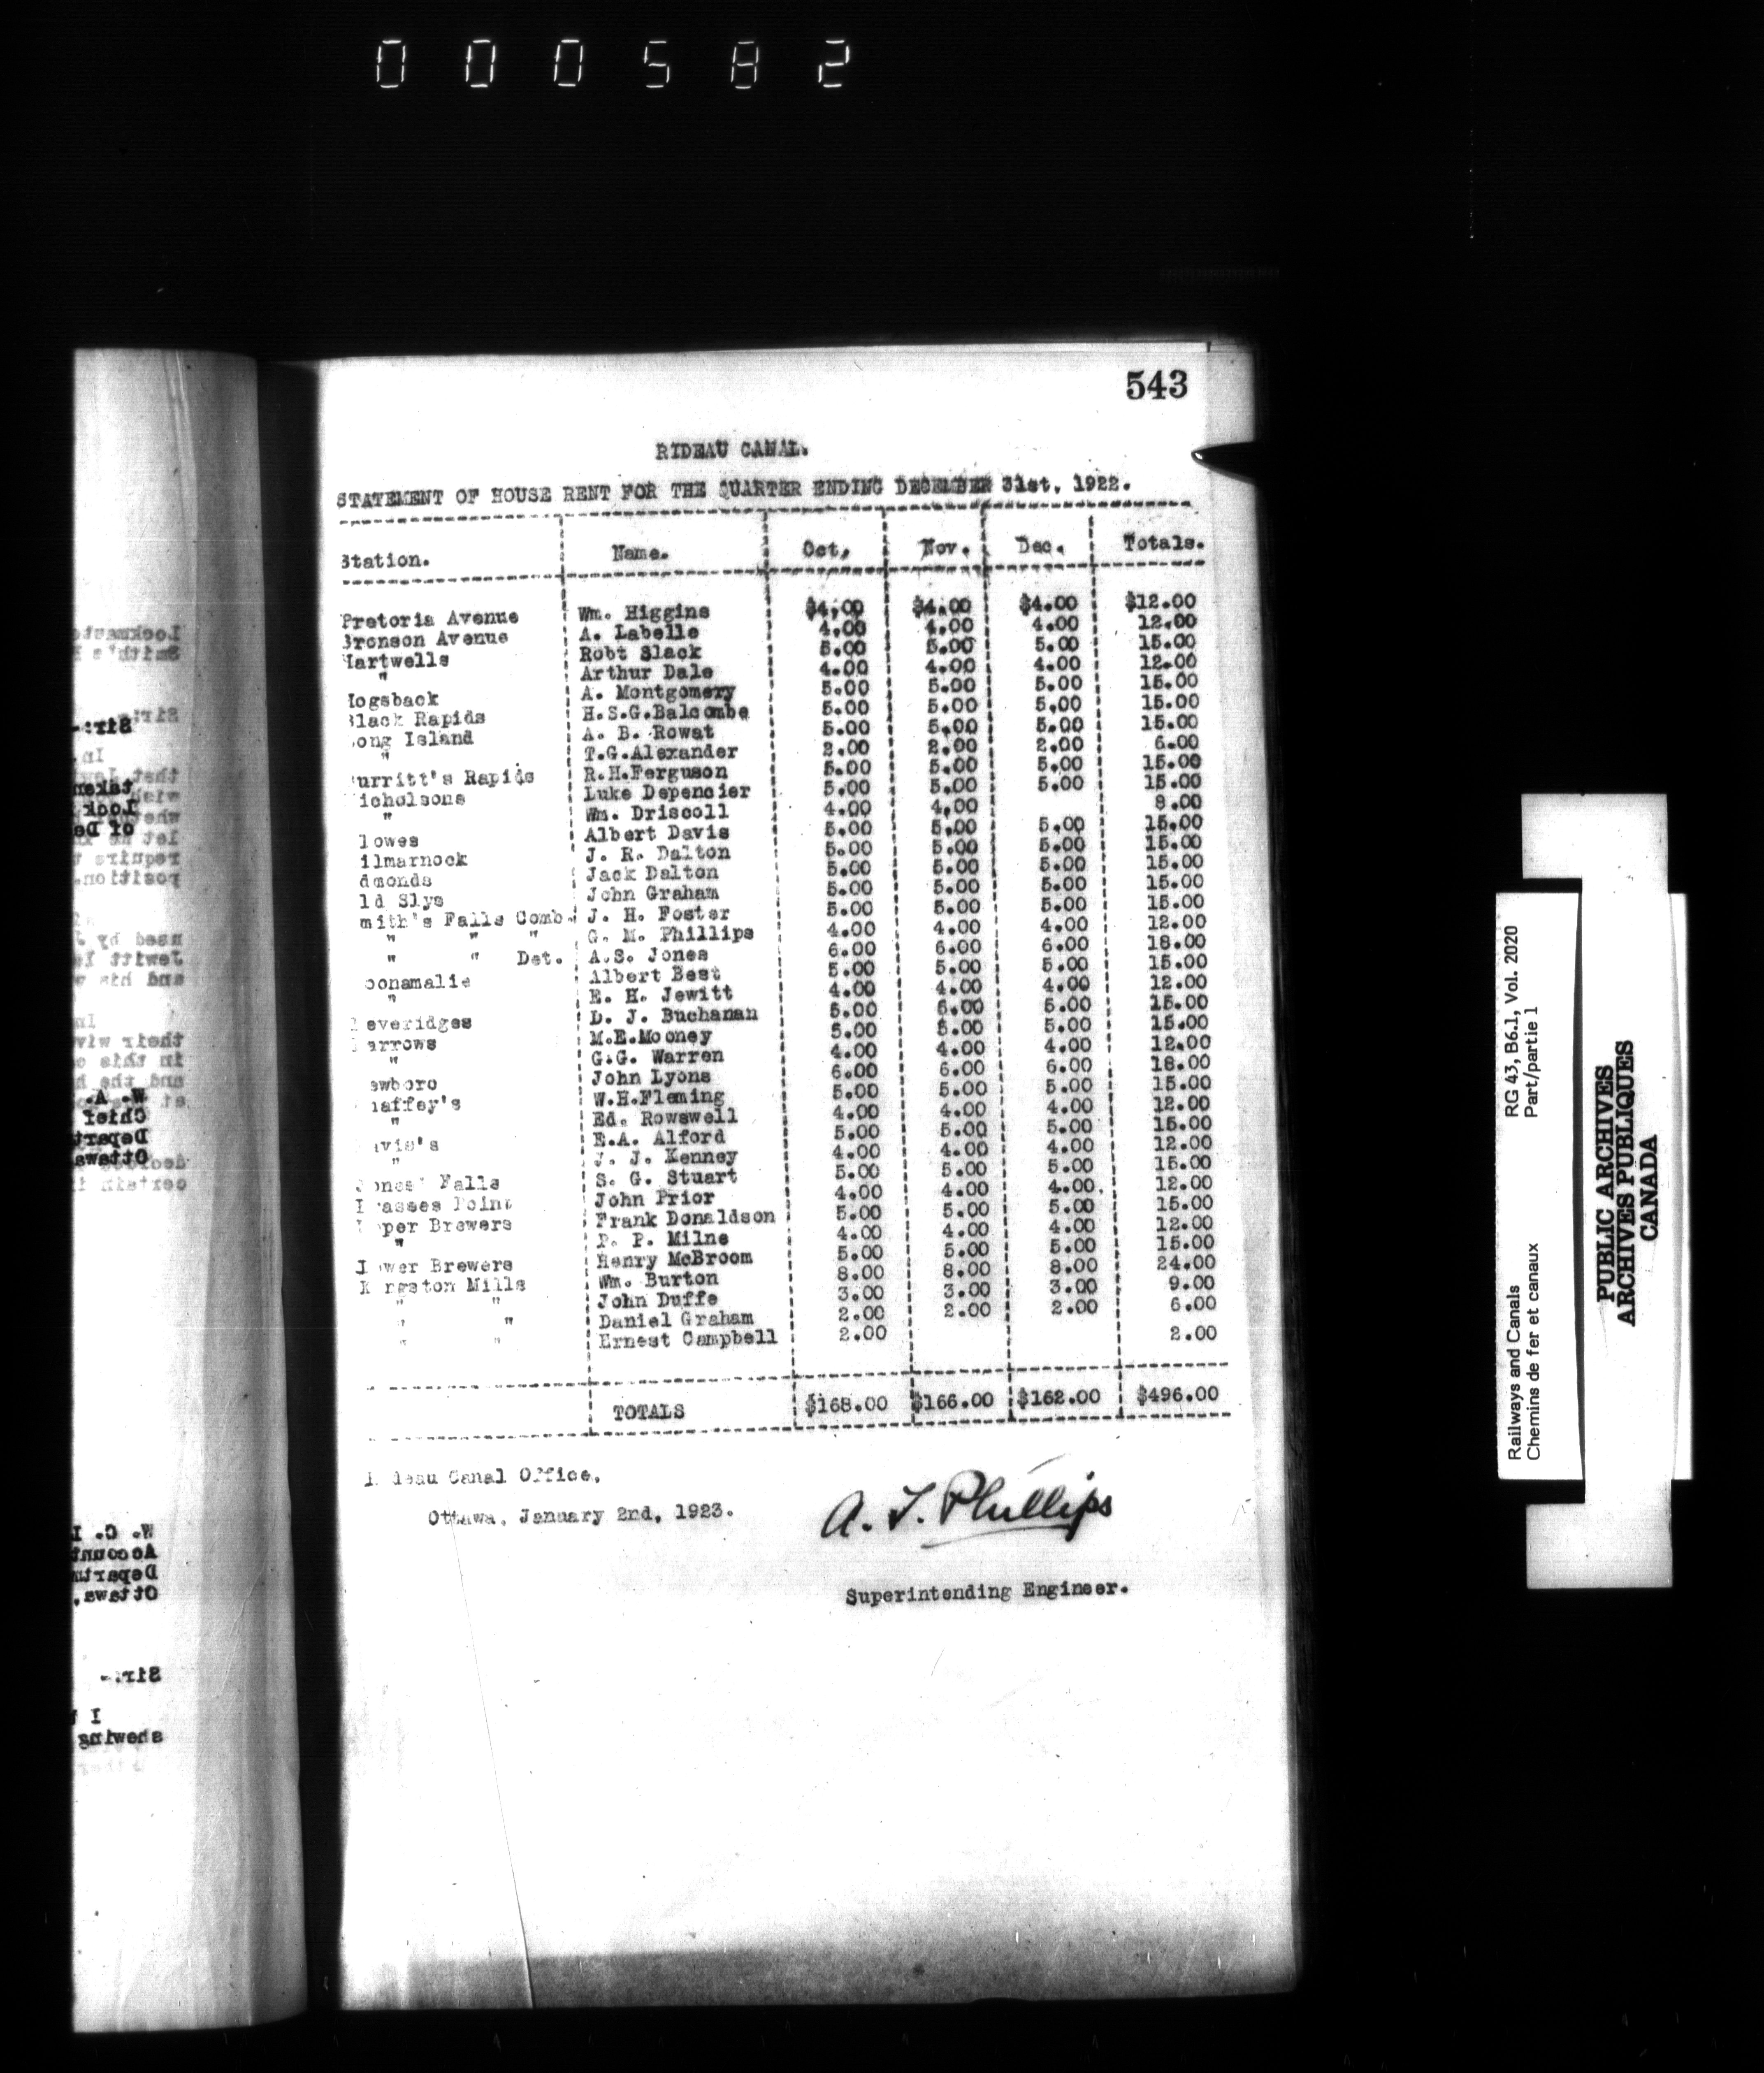 000582
543
RIDEAU CANAL.
STATEMENT OF HOUSE RENT FOR THE QUARTER ENDING DECEMBER 31st. 1922.
Station. Name. Oct. Nov. Dec. Totals.
Pretoria Avenue Wm. Higgins $4.00 $4.00 $4.00 $12.00
Bronson Avenue A. Labelle 4.00 4.00 4.00 12.00
Hartwells Robt Slack 5.00 5.00 5.00 15.00
" Arthur Dale 4.00 4.00 4.00 12.00
Hogsback A. Montgomery 5.00 5.00 5.00 15.00
Black Rapids H.S.G.Balcombe 5.00 5.00 5.00 15.00
ong Island A. B. Rowat 5.00 5.00 5.00 15.00
" T.G.Alexander 2.00 2.00 2.00 6.00
urritt's Rapids R.H.Ferguson 5.00 5.00 5.00 15.00
icholsons Luke Depencier 5.00 5.00 5.00 15.00
" Wm. Driscoll 4.00 4.00 8.00
lowes Albert Davis 5.00 5.00 5.00 15.00
ilmarnock J. R. Dalton 5.00 5.00 5.00 15.00
dmonds Jack Dalton 5.00 5.00 5.00 15.00
ld Slys John Graham 5.00 5.00 5.00 15.00
mith's Falls Comb. J. H. Foster 5.00 5.00 5.00 15.00
" " " G. M. Phillips 4.00 4.00 4.00 12.00
" " Det. A.S. Jones 6.00 6.00 6.00 18.00
oonamalie Albert Best 5.00 5.00 5.00 15.00
" E. H. Jewitt 4.00 4.00 4.00 12.00
everidges D. J. Buchanan 5.00 5.00 5.00 15.00
arrows M.E.Mooney 5.00 5.00 5.00 15.00
" G.G. Warren 4.00 4.00 4.00 12.00
ewboro John Lyons 6.00 6.00 6.00 18.00
haffey's W.H.Fleming 5.00 5.00 5.00 15.00
" Ed. Rowswell 4.00 4.00 4.00 12.00
avis's E.A. Alford 5.00 5.00 5.00 15.00
" J. J. Kenney 4.00 4.00 4.00 12.00
Jones' Falls S. G. Stuart 5.00 5.00 5.00 15.00
Brasses Point John Prior 4.00 4.00 4.00. 12.00
Upper Brewers Frank Donaldson 5.00 5.00 5.00 15.00
" P. P. Milne 4.00 4.00 4.00 12.00
Lower Brewers Henry McBroom 5.00 5.00 5.00 15.00
Kingston Mills Wm. Burton 8.00 8.00 8.00 24.00
" " John Duffe 3.00 3.00 3.00 9.00
" " Daniel Graham 2.00 2.00 2.00 6.00
" " Ernest Campbell 2.00 2.00
TOTALS $168.00 $166.00 $162.00 $496.00
Rideau Canal Office,
Ottawa, January 2nd, 1923.
A. T. Phillips
Superintending Engineer.
Railways and Canals RG 43, B6.1, Vol. 2020
Chemins de fer et canaux Part/partie 1
PUBLIC ARCHIVES
ARCHIVES PUBLIQUES
CANADA